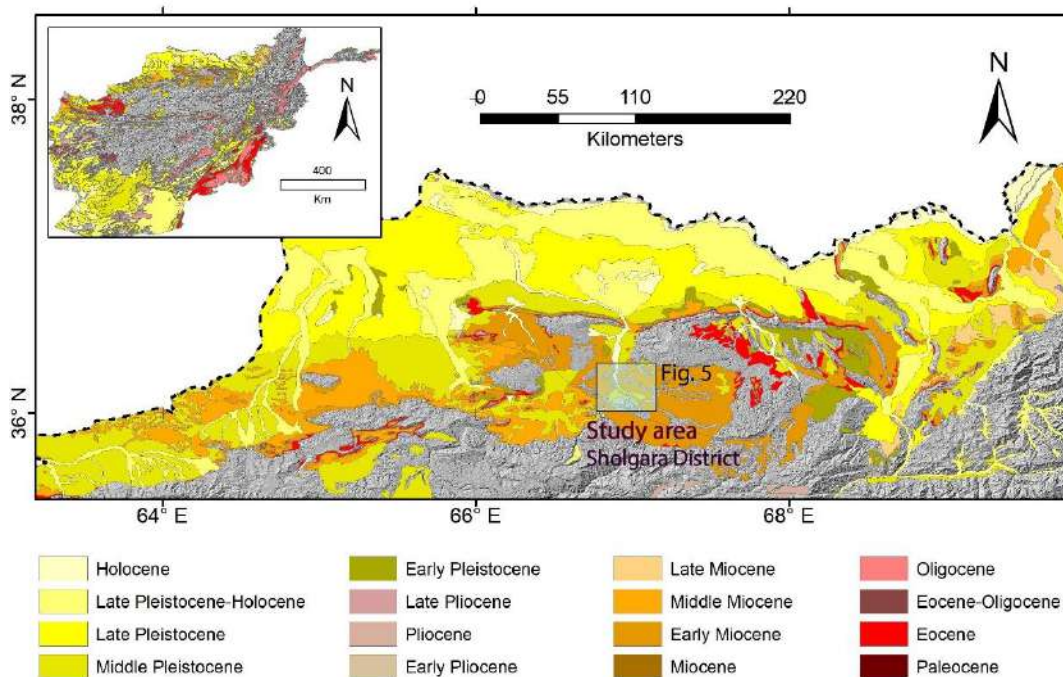 N
400
Km
38° N
36° N
0 55 110 220
Kilometers
N
Fig. 5
Study area
Sholgara District
64° E 66° E 68° E
Holocene
Late Pleistocene-Holocene
Late Pleistocene
Middle Pleistocene
Early Pleistocene
Late Pliocene
Pliocene
Early Pliocene
Late Miocene
Middle Miocene
Early Miocene
Miocene
Oligocene
Eocene-Oligocene
Eocene
Paleocene